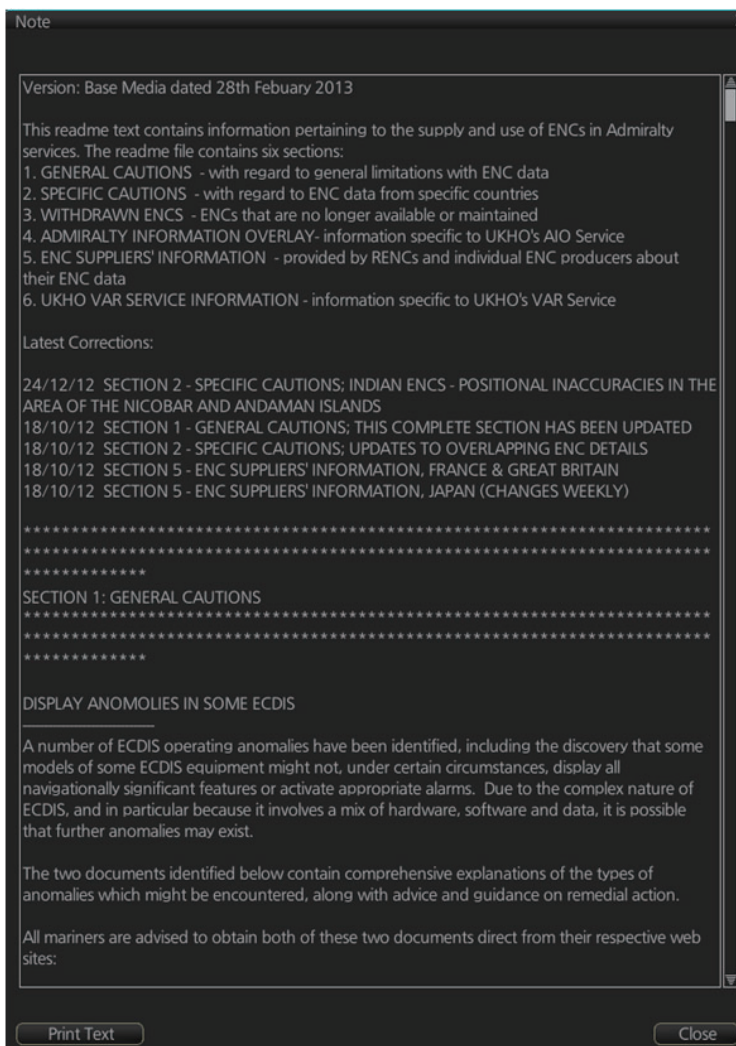 Note
Version: Base Media dated 28th Febuary 2013
This readme text contains information pertaining to the supply and use of ENCs in Admiralty
services. The readme file contains six sections:
1. GENERAL CAUTIONS  - with regard to general limitations with ENC data
2. SPECIFIC CAUTIONS  - with regard to ENC data from specific countries
3. WITHDRAWN ENCS  - ENCs that are no longer available or maintained
4. ADMIRALTY INFORMATION OVERLAY- information specific to UKHO's AIO Service
5. ENC SUPPLIERS' INFORMATION  - provided by RENCs and individual ENC producers about
their ENC data
6. UKHO VAR SERVICE INFORMATION - information specific to UKHO's VAR Service
Latest Corrections:
24/12/12  SECTION 2 - SPECIFIC CAUTIONS; INDIAN ENCS - POSITIONAL INACCURACIES IN THE
AREA OF THE NICOBAR AND ANDAMAN ISLANDS
18/10/12  SECTION 1 - GENERAL CAUTIONS; THIS COMPLETE SECTION HAS BEEN UPDATED
18/10/12  SECTION 2 - SPECIFIC CAUTIONS; UPDATES TO OVERLAPPING ENC DETAILS
18/10/12  SECTION 5 - ENC SUPPLIERS' INFORMATION, FRANCE & GREAT BRITAIN
18/10/12  SECTION 5 - ENC SUPPLIERS' INFORMATION, JAPAN (CHANGES WEEKLY)
************************************************************************
************************************************************************
*************
SECTION 1: GENERAL CAUTIONS
************************************************************************
************************************************************************
*************
DISPLAY ANOMOLIES IN SOME ECDIS
____________________
A number of ECDIS operating anomalies have been identified, including the discovery that some
models of some ECDIS equipment might not, under certain circumstances, display all
navigationally significant features or activate appropriate alarms.  Due to the complex nature of
ECDIS, and in particular because it involves a mix of hardware, software and data, it is possible
that further anomalies may exist.
The two documents identified below contain comprehensive explanations of the types of
anomalies which might be encountered, along with advice and guidance on remedial action.
All mariners are advised to obtain both of these two documents direct from their respective web
sites:
Print Text
Close